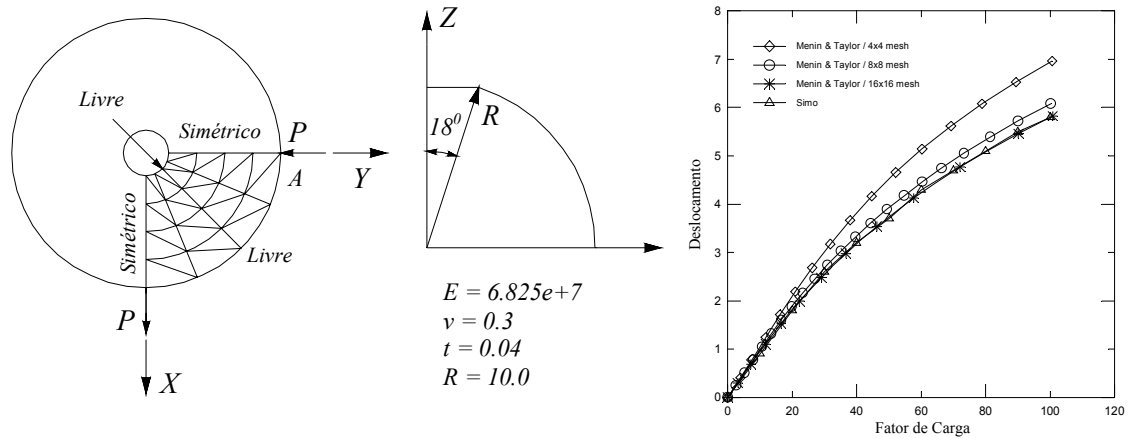 Livre
Simétrico
P
A
Y
Simétrico
Livre
P
X
Z
18⁰
R
E = 6.825e+7
ν = 0.3
t = 0.04
R = 10.0
8
7
6
5
4
3
2
1
0
Deslocamento
Menin & Taylor / 4x4 mesh
Menin & Taylor / 8x8 mesh
Menin & Taylor / 16x16 mesh
Simo
0 20 40 60 80 100 120
Fator de Carga